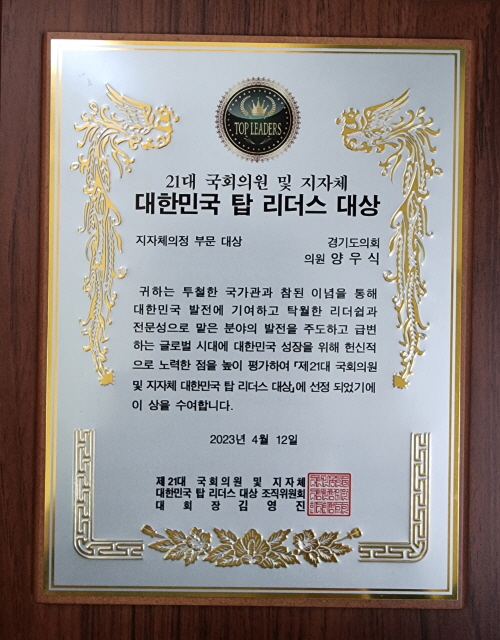 TOP LEADERS
21대 국회의원 및 지자체
대한민국 탑 리더스 대상
지자체의정 부문 대상
경기도의회
의원 양우식
귀하는 투철한 국가관과 참된 이념을 통해
대한민국 발전에 기여하고 탁월한 리더쉽과
전문성으로 맡은 분야의 발전을 주도하고 급변
하는 글로벌 시대에 대한민국 성장을 위해 헌신적
으로 노력한 점을 높이 평가하여 「제21대 국회의원
및 지자체 대한민국 탑 리더스 대상」에 선정 되었기에
이 상을 수여합니다.
2023년 4월 12일
제21대 국회의원 및 지자체
대한민국 탑 리더스 대상 조직위원회
대회장 김영진